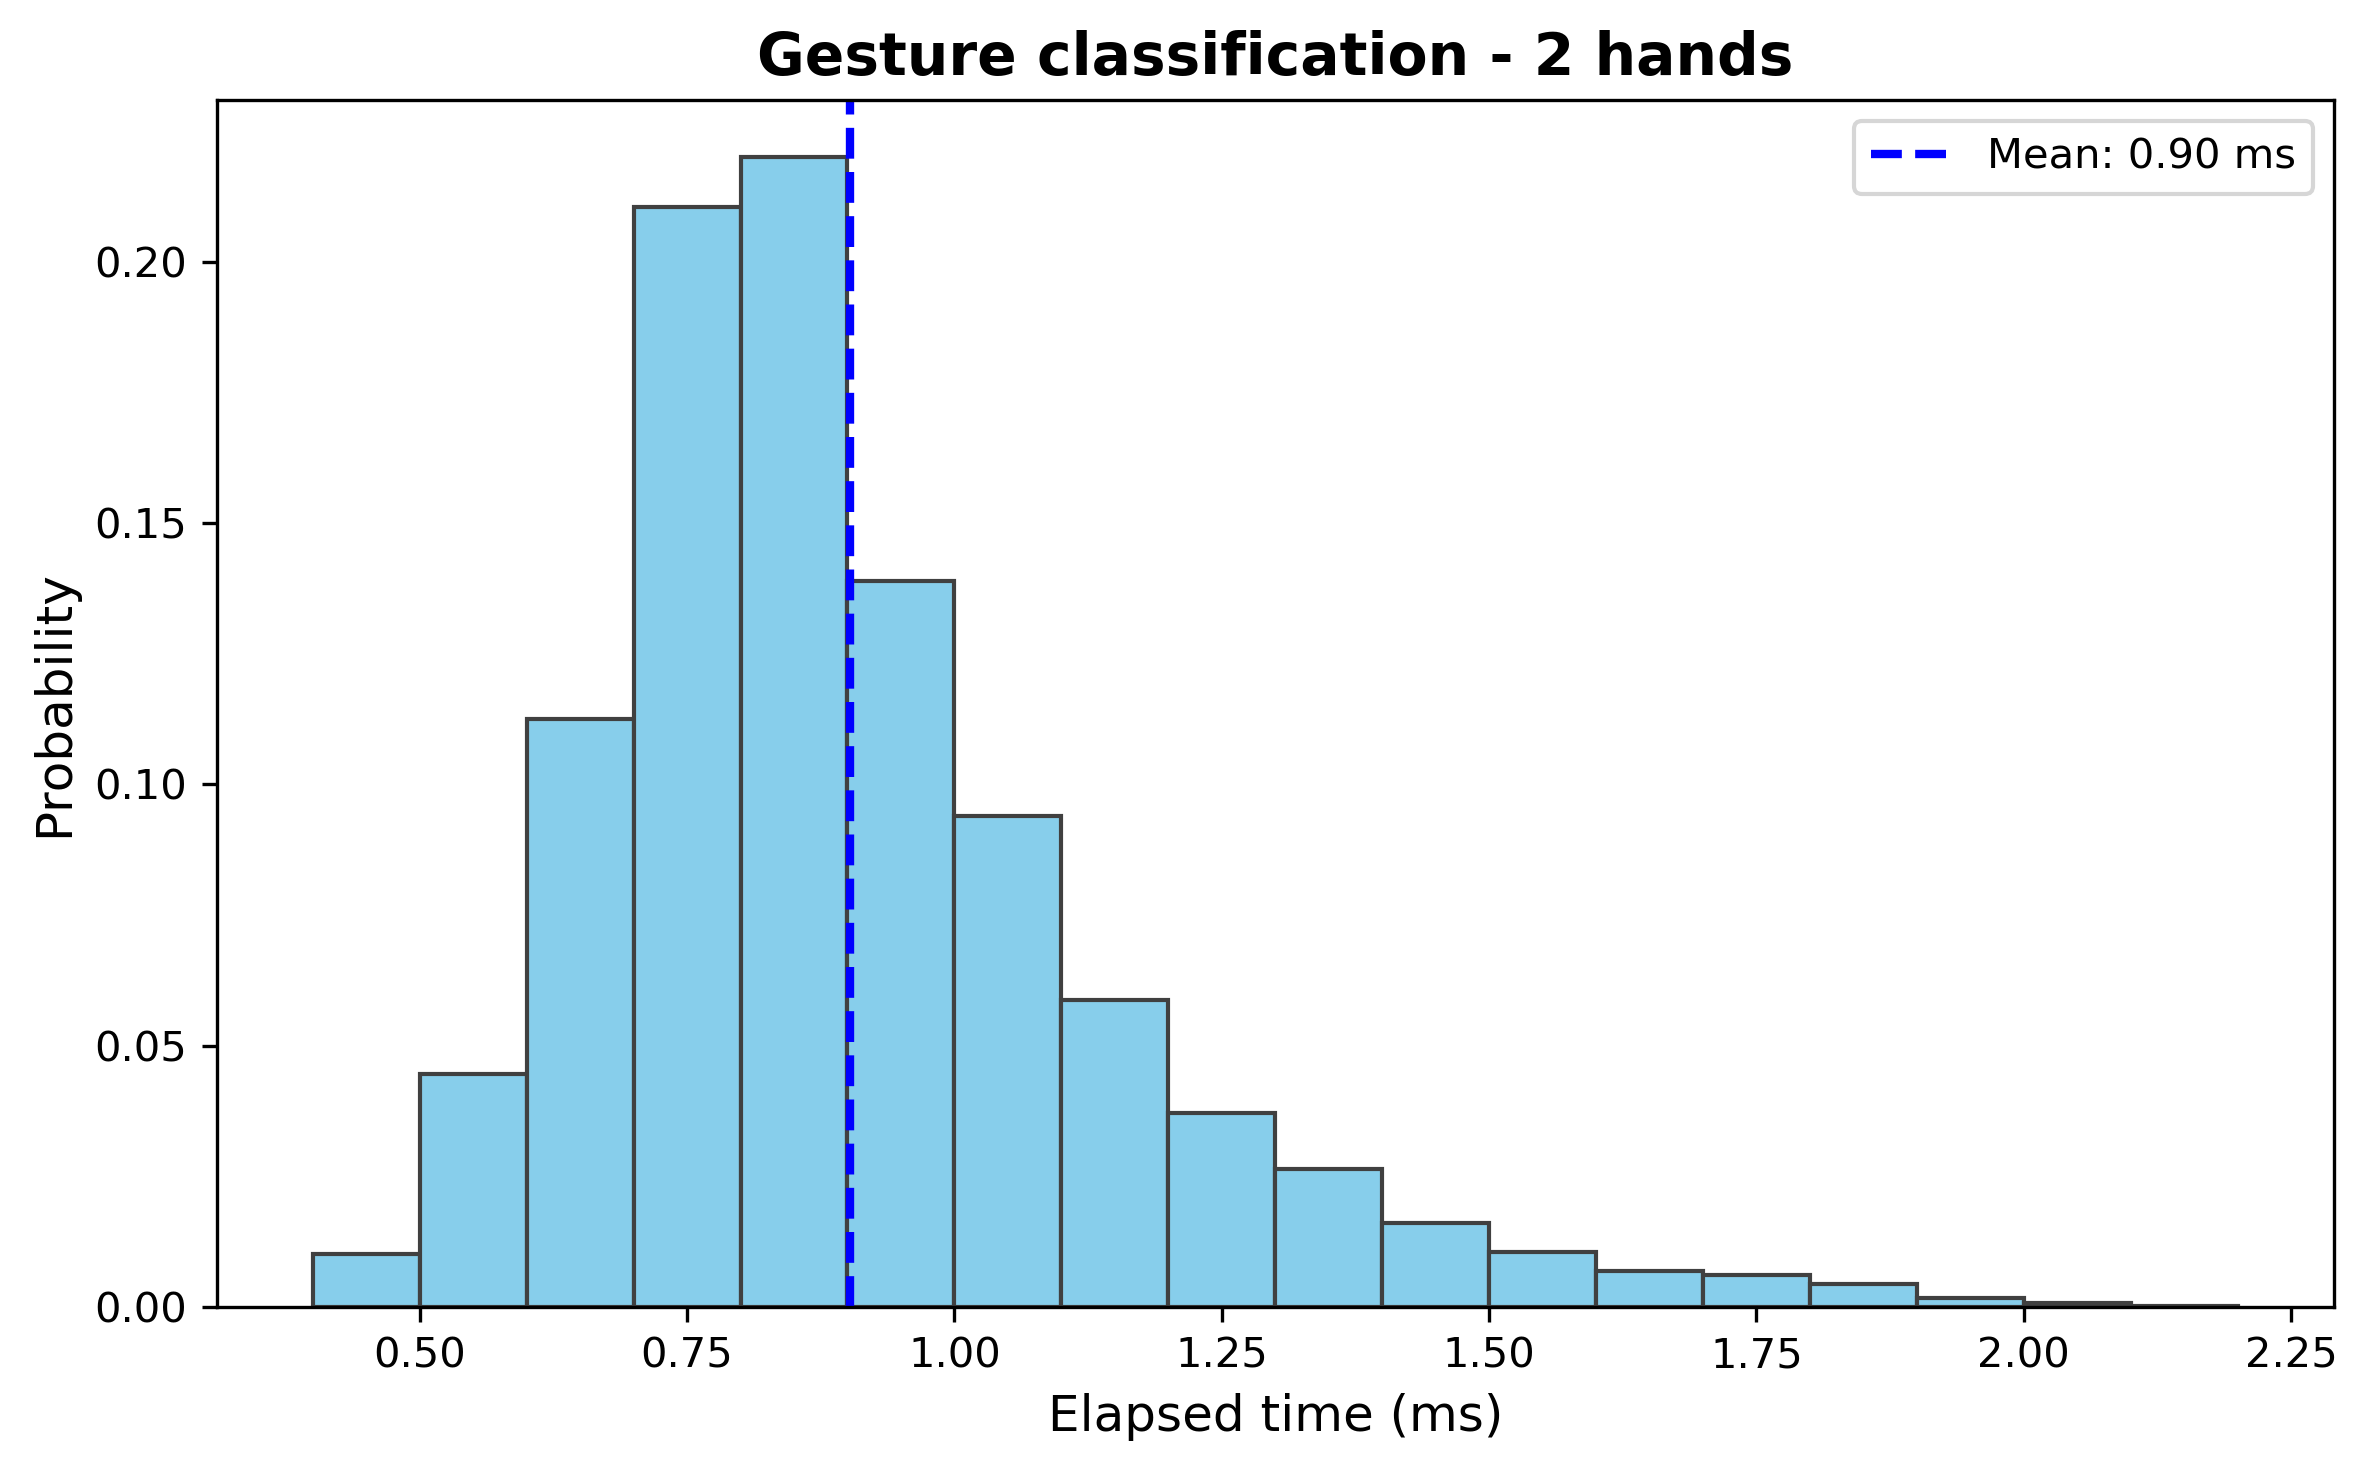 Gesture classification - 2 hands
Mean: 0.90 ms
0.20
0.15
0.10
0.05
0.00
Probability
0.50 0.75 1.00 1.25 1.50 1.75 2.00 2.25
Elapsed time (ms)